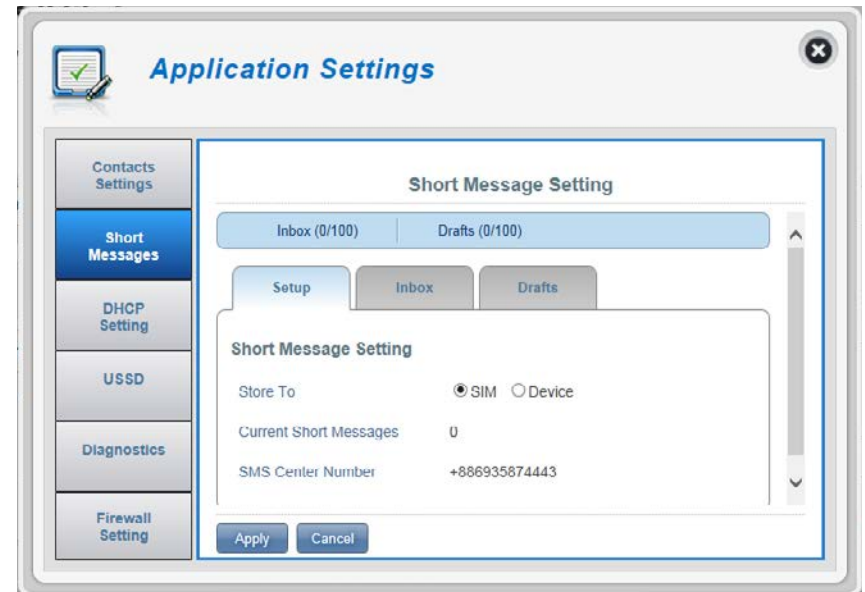 Application Settings
Contacts
Settings
Short
Messages
DHCP
Setting
USSD
Diagnostics
Firewall
Setting
Short Message Setting
Inbox (0/100) Drafts (0/100)
Setup Inbox Drafts
Short Message Setting
Store To SIM Device
Current Short Messages 0
SMS Center Number +886935874443
Apply Cancel